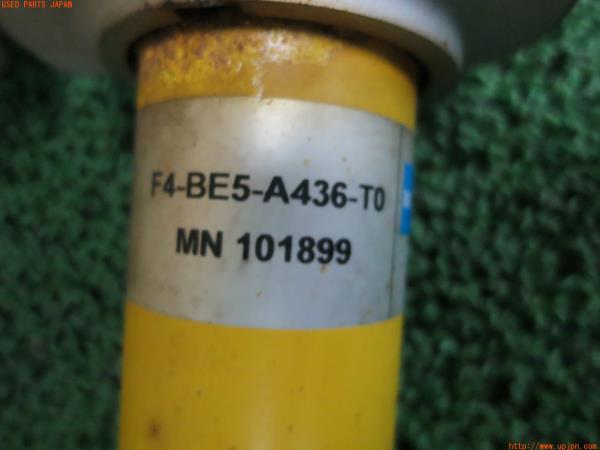 USED PARTS JAPAN
F4-BE5-A436-T0
MN 101899
http://www.upjpn.com/